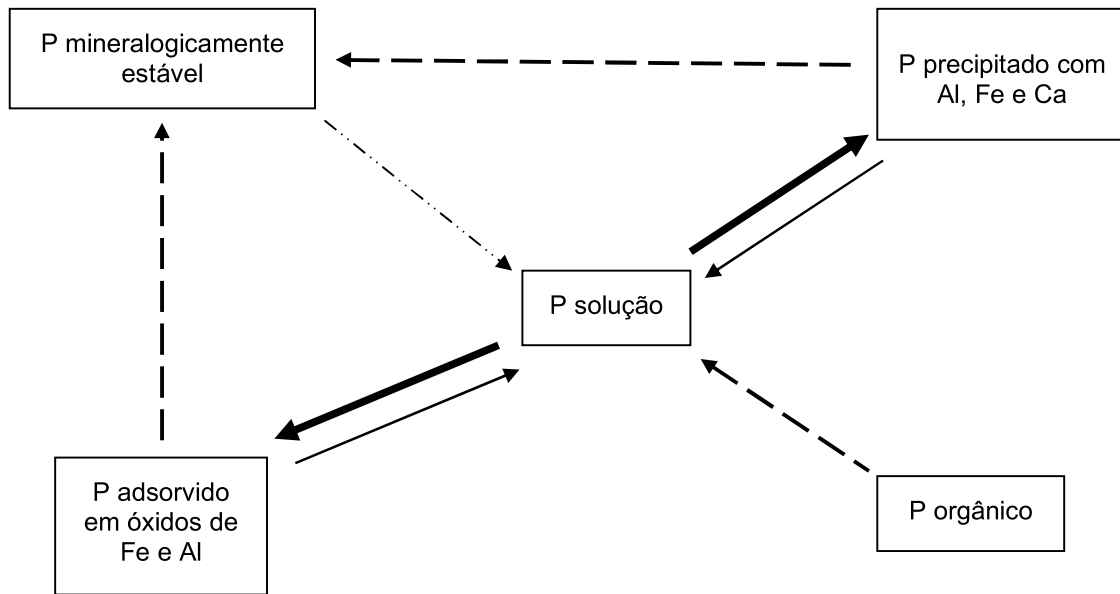 P mineralogicamente
estável
P precipitado com
Al, Fe e Ca
P solução
P adsorvido
em óxidos de
Fe e Al
P orgânico